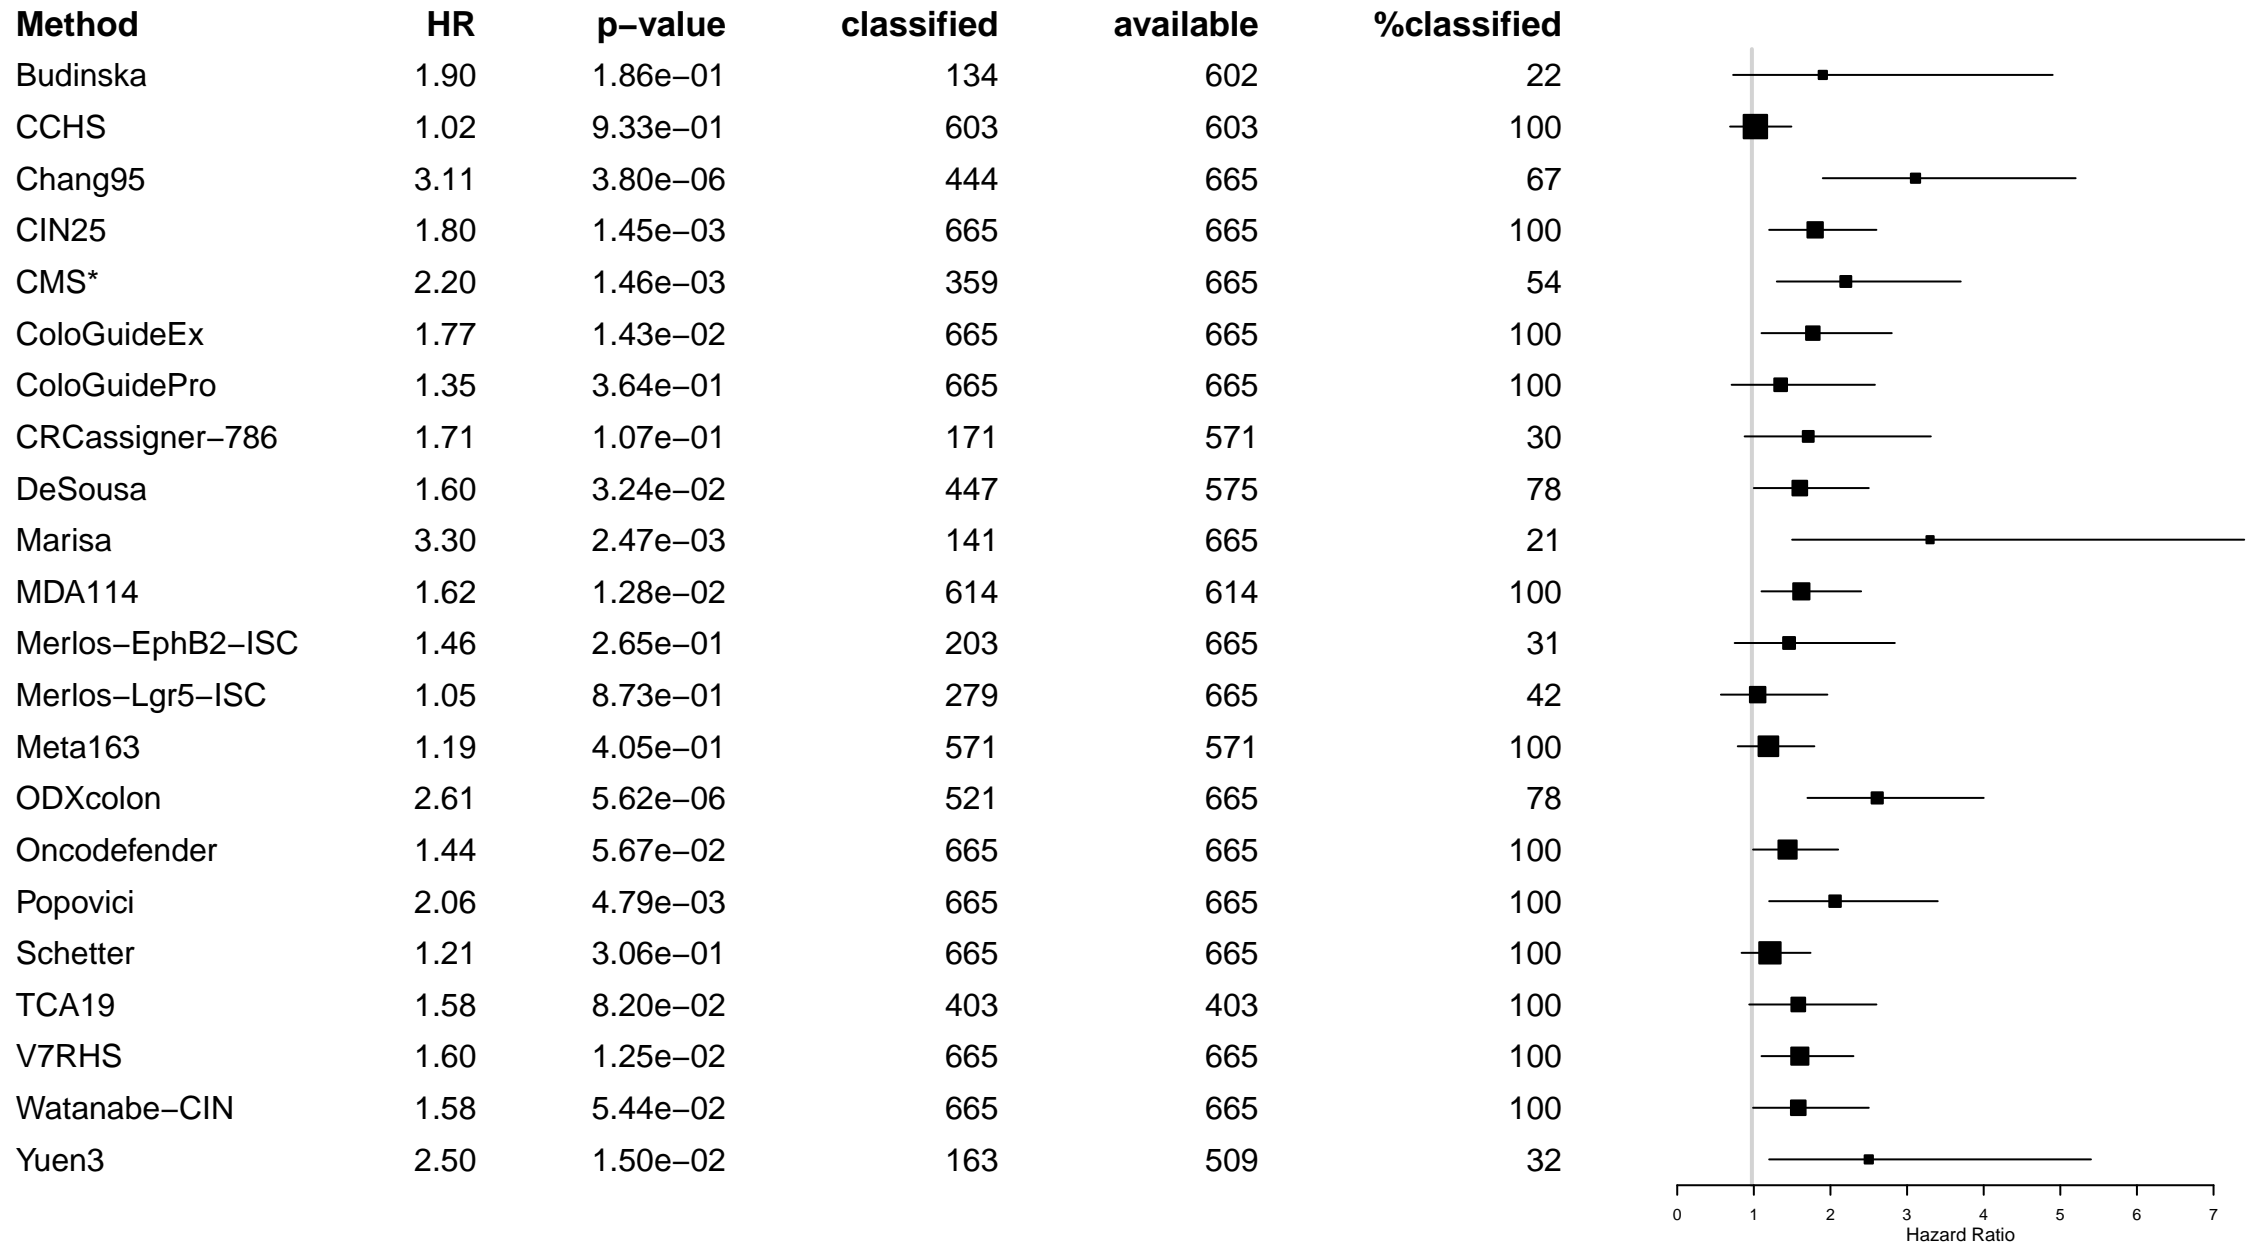 Method HR p−value classified available %classified
Budinska 1.90 1.86e−01 134 602 22
CCHS 1.02 9.33e−01 603 603 100
Chang95 3.11 3.80e−06 444 665 67
CIN25 1.80 1.45e−03 665 665 100
CMS* 2.20 1.46e−03 359 665 54
ColoGuideEx 1.77 1.43e−02 665 665 100
ColoGuidePro 1.35 3.64e−01 665 665 100
CRCassigner−786 1.71 1.07e−01 171 571 30
DeSousa 1.60 3.24e−02 447 575 78
Marisa 3.30 2.47e−03 141 665 21
MDA114 1.62 1.28e−02 614 614 100
Merlos−EphB2−ISC 1.46 2.65e−01 203 665 31
Merlos−Lgr5−ISC 1.05 8.73e−01 279 665 42
Meta163 1.19 4.05e−01 571 571 100
ODXcolon 2.61 5.62e−06 521 665 78
Oncodefender 1.44 5.67e−02 665 665 100
Popovici 2.06 4.79e−03 665 665 100
Schetter 1.21 3.06e−01 665 665 100
TCA19 1.58 8.20e−02 403 403 100
V7RHS 1.60 1.25e−02 665 665 100
Watanabe−CIN 1.58 5.44e−02 665 665 100
Yuen3 2.50 1.50e−02 163 509 32
0 1 2 3 4 5 6 7
Hazard Ratio